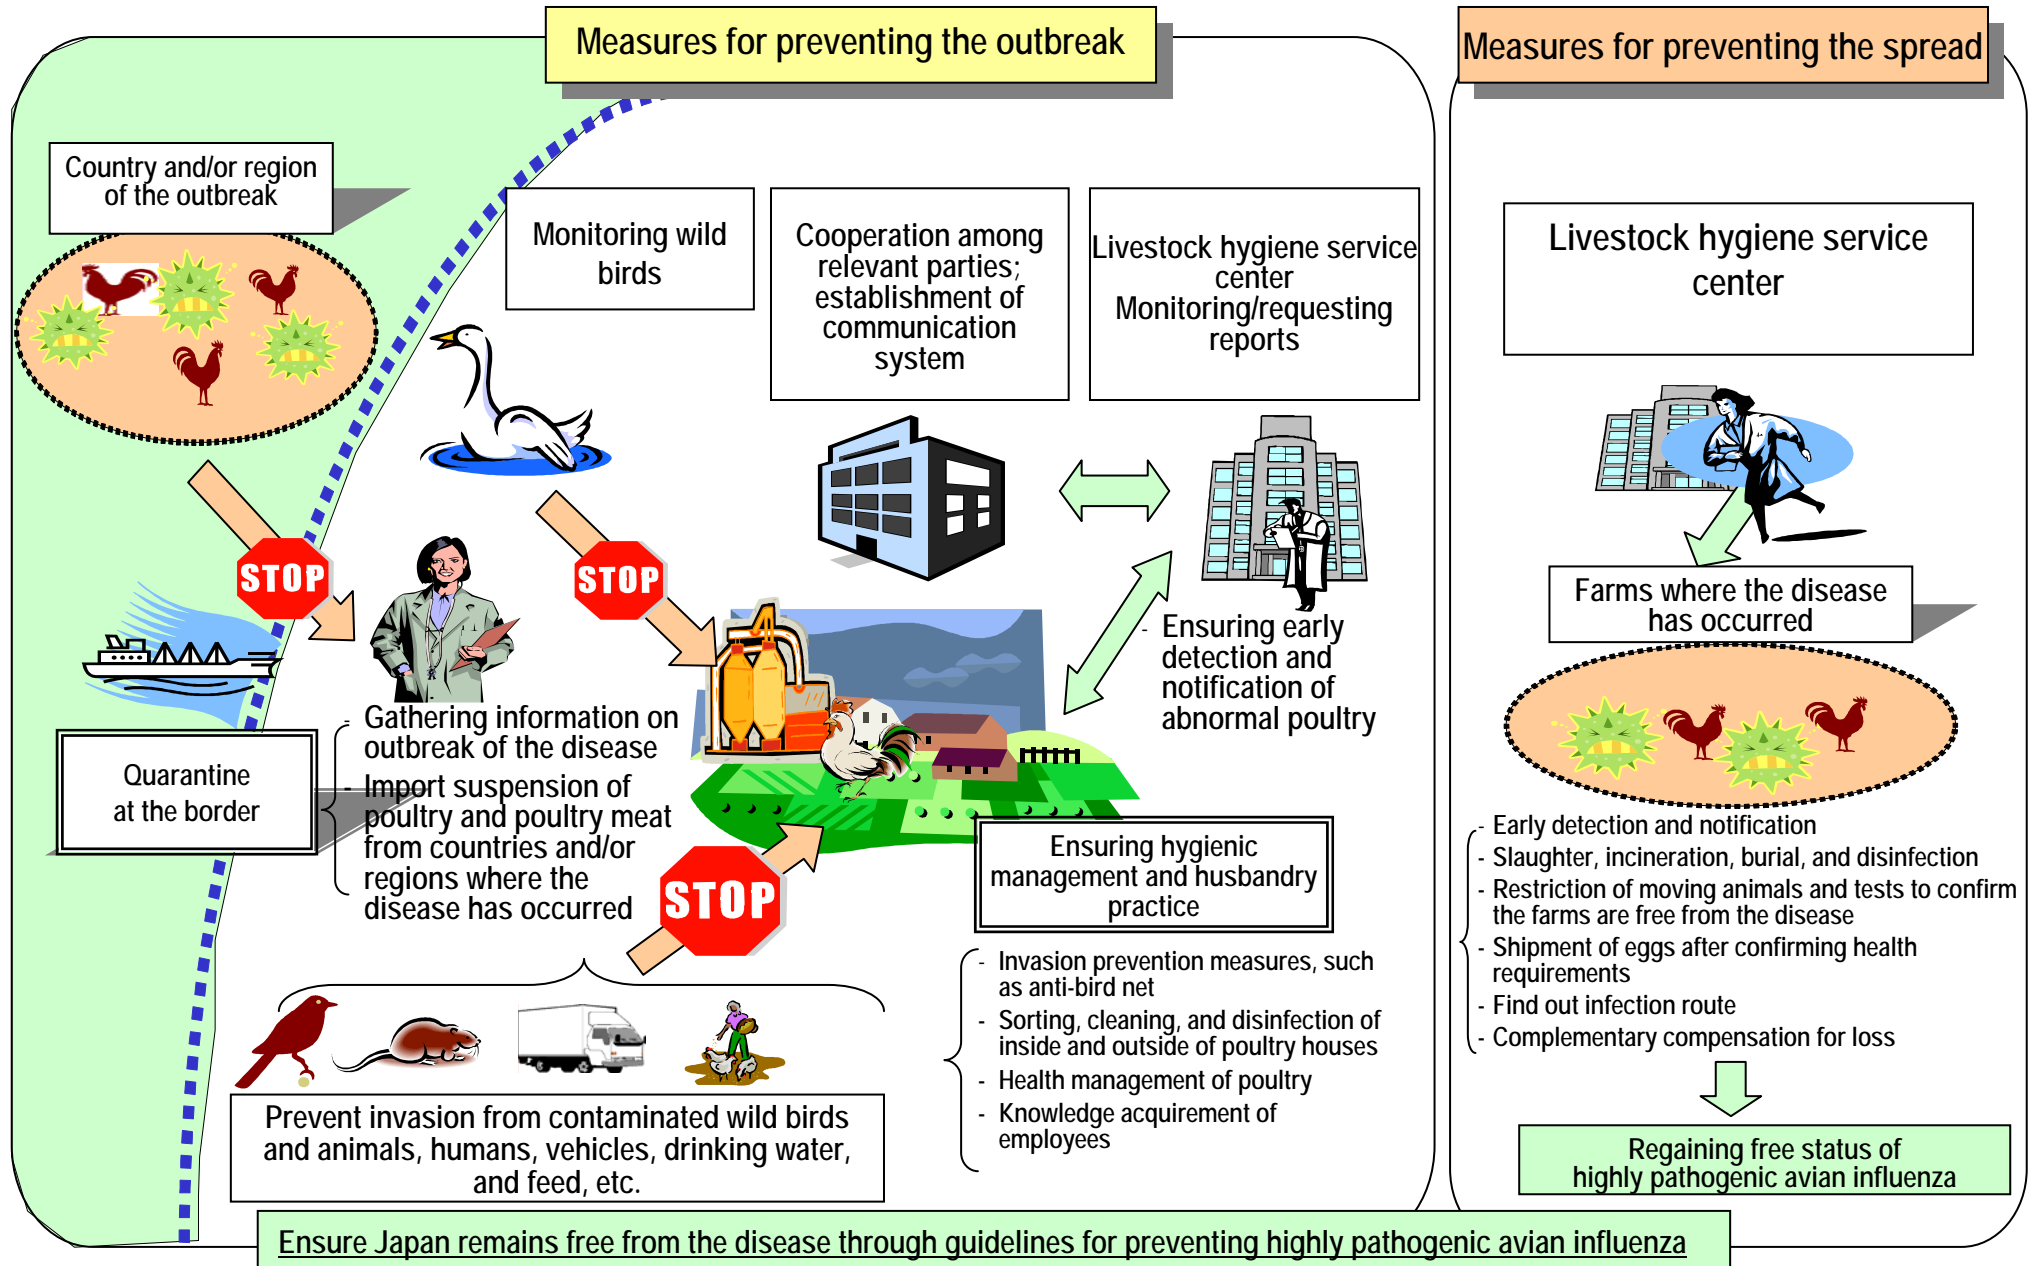 Measures for preventing the outbreak
Measures for preventing the spread
Country and/or region
of the outbreak
Monitoring wild
birds
Cooperation among
relevant parties;
establishment of
communication
system
Livestock hygiene service
center
Monitoring/requesting
reports
Livestock hygiene service
center
STOP
STOP
Farms where the disease
has occurred
- Ensuring early
detection and
notification of
abnormal poultry
Quarantine
at the border
- Gathering information on
outbreak of the disease
- Import suspension of
poultry and poultry meat
from countries and/or
regions where the
disease has occurred
STOP
Ensuring hygienic
management and husbandry
practice
- Invasion prevention measures, such
as anti-bird net
- Sorting, cleaning, and disinfection of
inside and outside of poultry houses
- Health management of poultry
- Knowledge acquirement of
employees
Prevent invasion from contaminated wild birds
and animals, humans, vehicles, drinking water,
and feed, etc.
- Early detection and notification
- Slaughter, incineration, burial, and disinfection
- Restriction of moving animals and tests to confirm
the farms are free from the disease
- Shipment of eggs after confirming health
requirements
- Find out infection route
- Complementary compensation for loss
Regaining free status of
highly pathogenic avian influenza
Ensure Japan remains free from the disease through guidelines for preventing highly pathogenic avian influenza